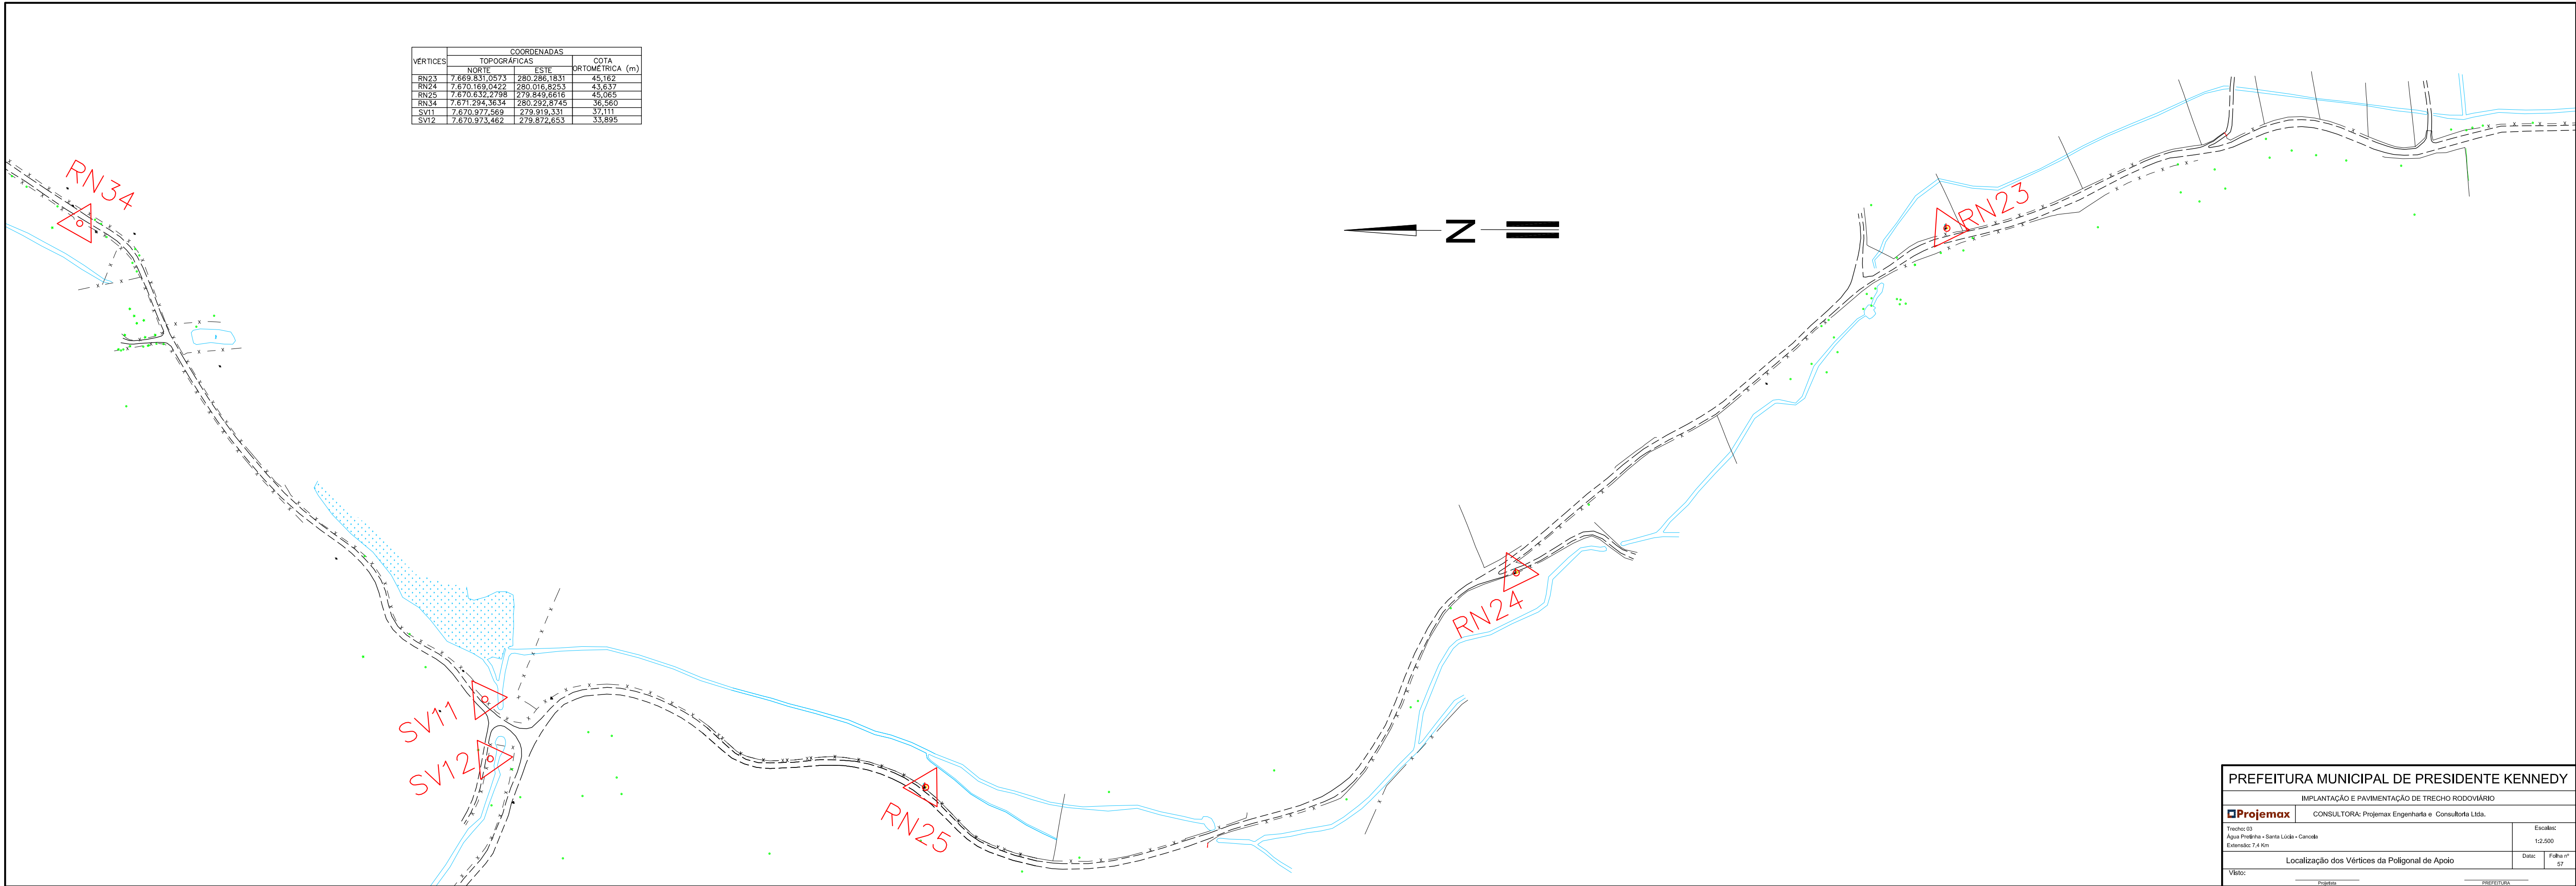 COORDENADAS
VÉRTICES TOPOGRÁFICAS COTA ORTOMÉTRICA (m)
NORTE ESTE
RN23 7.669.831,0573 280.286,1831 45,162
RN24 7.670.169,0422 280.016,8253 43,637
RN25 7.670.632,2798 279.849,6616 45,065
RN34 7.671.294,3634 280.292,8745 36,560
SV11 7.670.977,569 279.919,331 37,111
SV12 7.670.973,462 279.872,653 33,895
RN34
N
RN23
RN24
SV11
SV12
RN25
PREFEITURA MUNICIPAL DE PRESIDENTE KENNEDY
IMPLANTAÇÃO E PAVIMENTAÇÃO DE TRECHO RODOVIÁRIO
Projemax CONSULTORA: Projemax Engenharia e Consultoria Ltda.
Trecho: 03
Água Pretinha - Santa Lúcia - Cancela
Extensão: 7,4 Km
Escalas:
1:2.500
Localização dos Vértices da Poligonal de Apoio
Data:
Folha nº
57
Visto:
Projetista
PREFEITURA